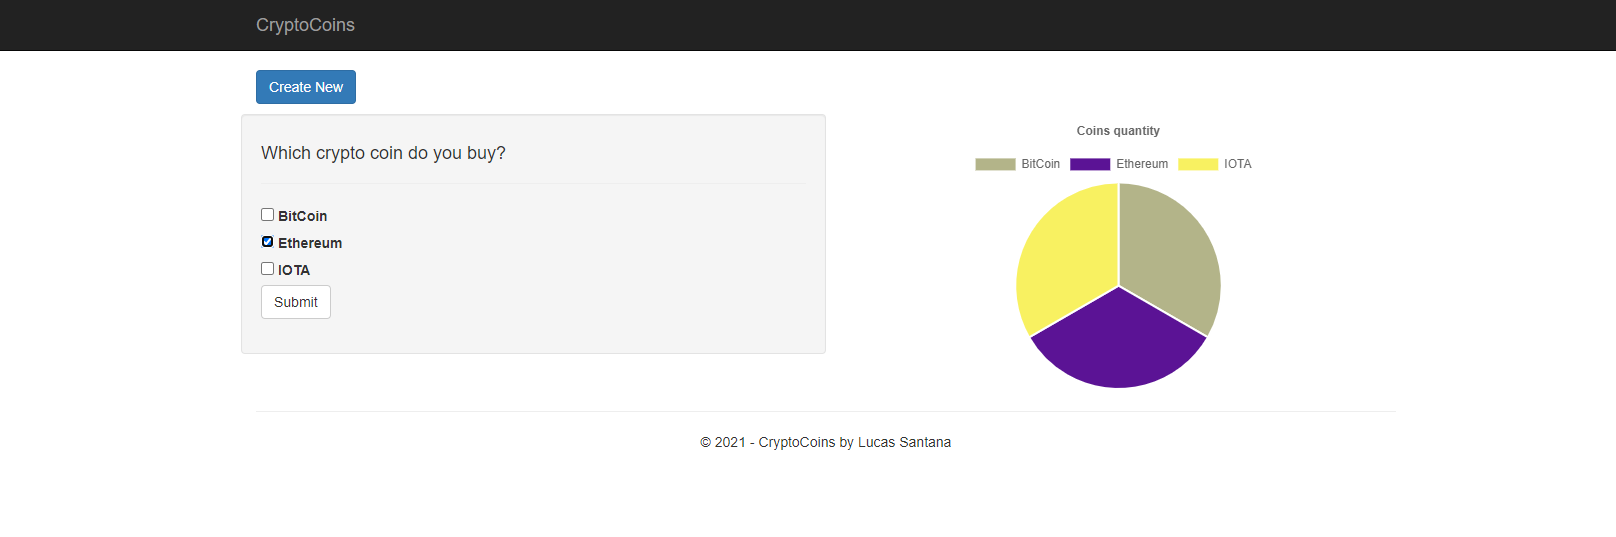 CryptoCoins
Create New
Which crypto coin do you buy?
BitCoin
Ethereum
IOTA
Submit
Coins quantity
BitCoin Ethereum IOTA
© 2021 - CryptoCoins by Lucas Santana